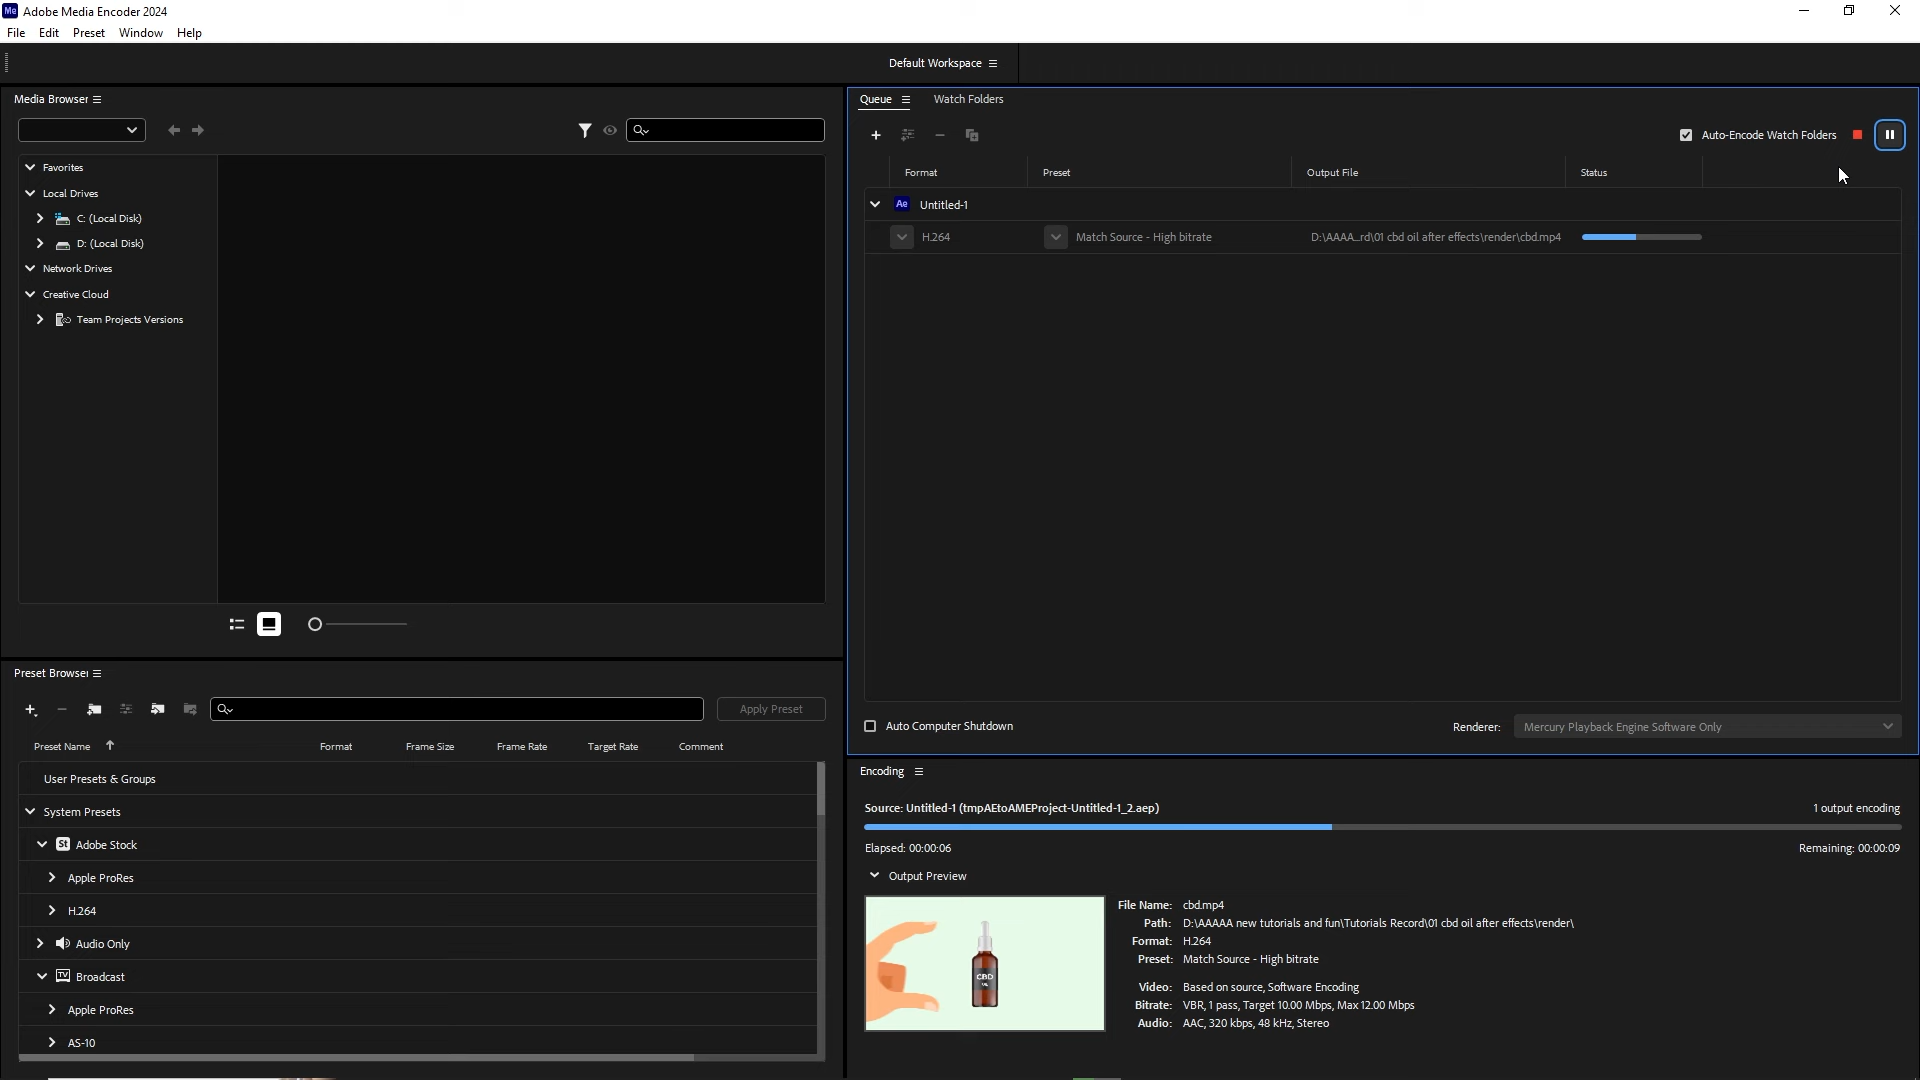 Me Adobe Media Encoder 2024
File Edit Preset Window Help
Default Workspace
Media Browser
Favorites
Local Drives
C: (Local Disk)
D: (Local Disk)
Network Drives
Creative Cloud
Team Projects Versions
Queue Watch Folders
Auto-Encode Watch Folders
Format Preset Output File Status
Ae Untitled-1
H.264 Match Source - High bitrate D:\AAAA...rd\01 cbd oil after effects\render\cbd.mp4
Auto Computer Shutdown Renderer: Mercury Playback Engine Software Only
Preset Browser
Apply Preset
Preset Name Format Frame Size Frame Rate Target Rate Comment
User Presets & Groups
System Presets
St Adobe Stock
Apple ProRes
H.264
Audio Only
TV Broadcast
Apple ProRes
AS-10
Encoding
Source: Untitled-1 (tmpAEtoAMEProject-Untitled-1_2.aep) 1 output encoding
Elapsed: 00:00:06 Remaining: 00:00:09
Output Preview
CBD
OIL
File Name: cbd.mp4
Path: D:\AAAAA new tutorials and fun\Tutorials Record\01 cbd oil after effects\render\
Format: H.264
Preset: Match Source - High bitrate
Video: Based on source, Software Encoding
Bitrate: VBR, 1 pass, Target 10.00 Mbps, Max 12.00 Mbps
Audio: AAC, 320 kbps, 48 kHz, Stereo